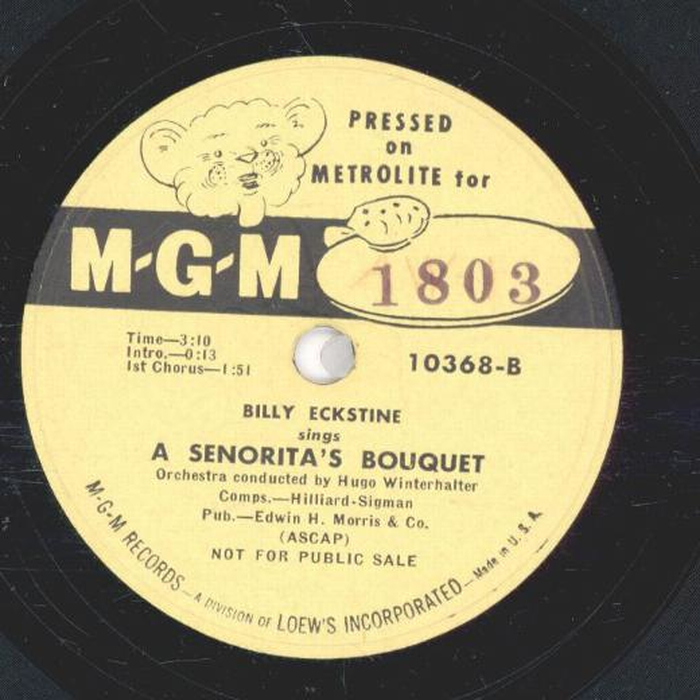 PRESSED
on
METROLITE for
M-G-M
1803
Time—3:10
Intro.—0:13
1st Chorus—1:51
10368-B
BILLY ECKSTINE
sings
A SENORITA'S BOUQUET
Orchestra conducted by Hugo Winterhalter
Comps.—Hilliard-Sigman
Pub.—Edwin H. Morris & Co.
(ASCAP)
NOT FOR PUBLIC SALE
M-G-M RECORDS—A DIVISION OF LOEW'S INCORPORATED—Made in U. S. A.